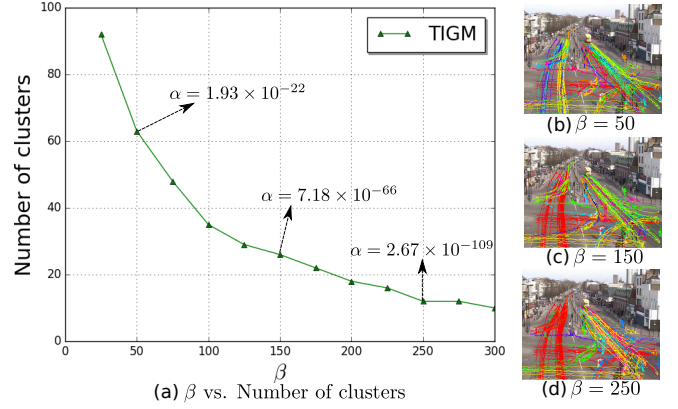 100
80
60
40
20
0
Number of clusters
TIGM
α = 1.93 × 10⁻²²
α = 7.18 × 10⁻⁶⁶
α = 2.67 × 10⁻¹⁰⁹
0 50 100 150 200 250 300
β
(a) β vs. Number of clusters
(b) β = 50
(c) β = 150
(d) β = 250